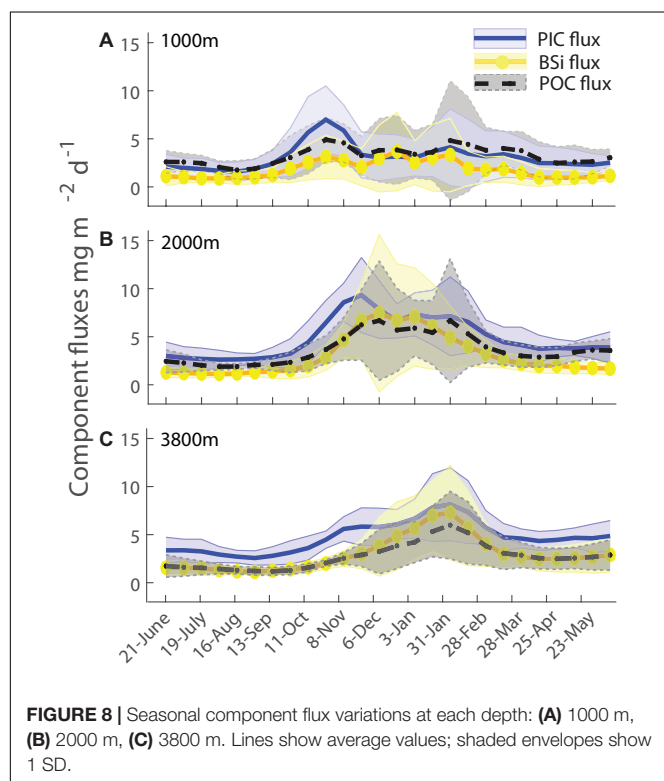 A
1000m
PIC flux
BSi flux
POC flux
15
10
5
0
B
2000m
15
10
5
0
C
3800m
15
10
5
0
Component fluxes mg m⁻² d⁻¹
21-June
19-July
16-Aug
13-Sep
11-Oct
8-Nov
6-Dec
3-Jan
31-Jan
28-Feb
28-Mar
25-Apr
23-May
FIGURE 8 | Seasonal component flux variations at each depth: (A) 1000 m,
(B) 2000 m, (C) 3800 m. Lines show average values; shaded envelopes show
1 SD.